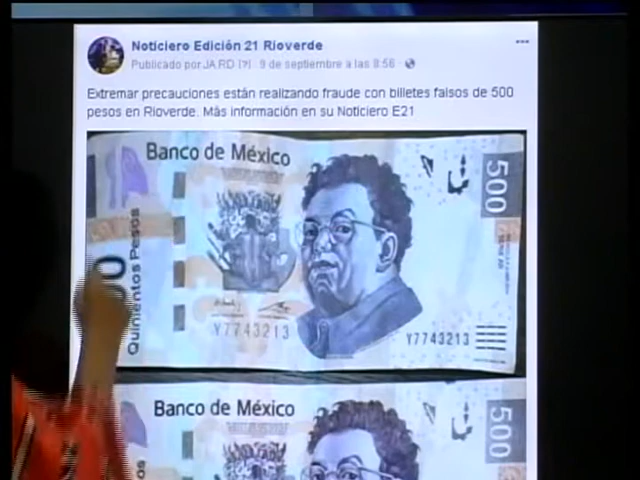 Noticiero Edición 21 Rioverde
Publicado por JA RD [?] · 9 de septiembre a las 8:56 ·
Extremar precauciones están realizando fraude con billetes falsos de 500
pesos en Rioverde. Más información en su Noticiero E21
Banco de México
500
Quinientos Pesos
Y7743213
Y7743213
Banco de México
500